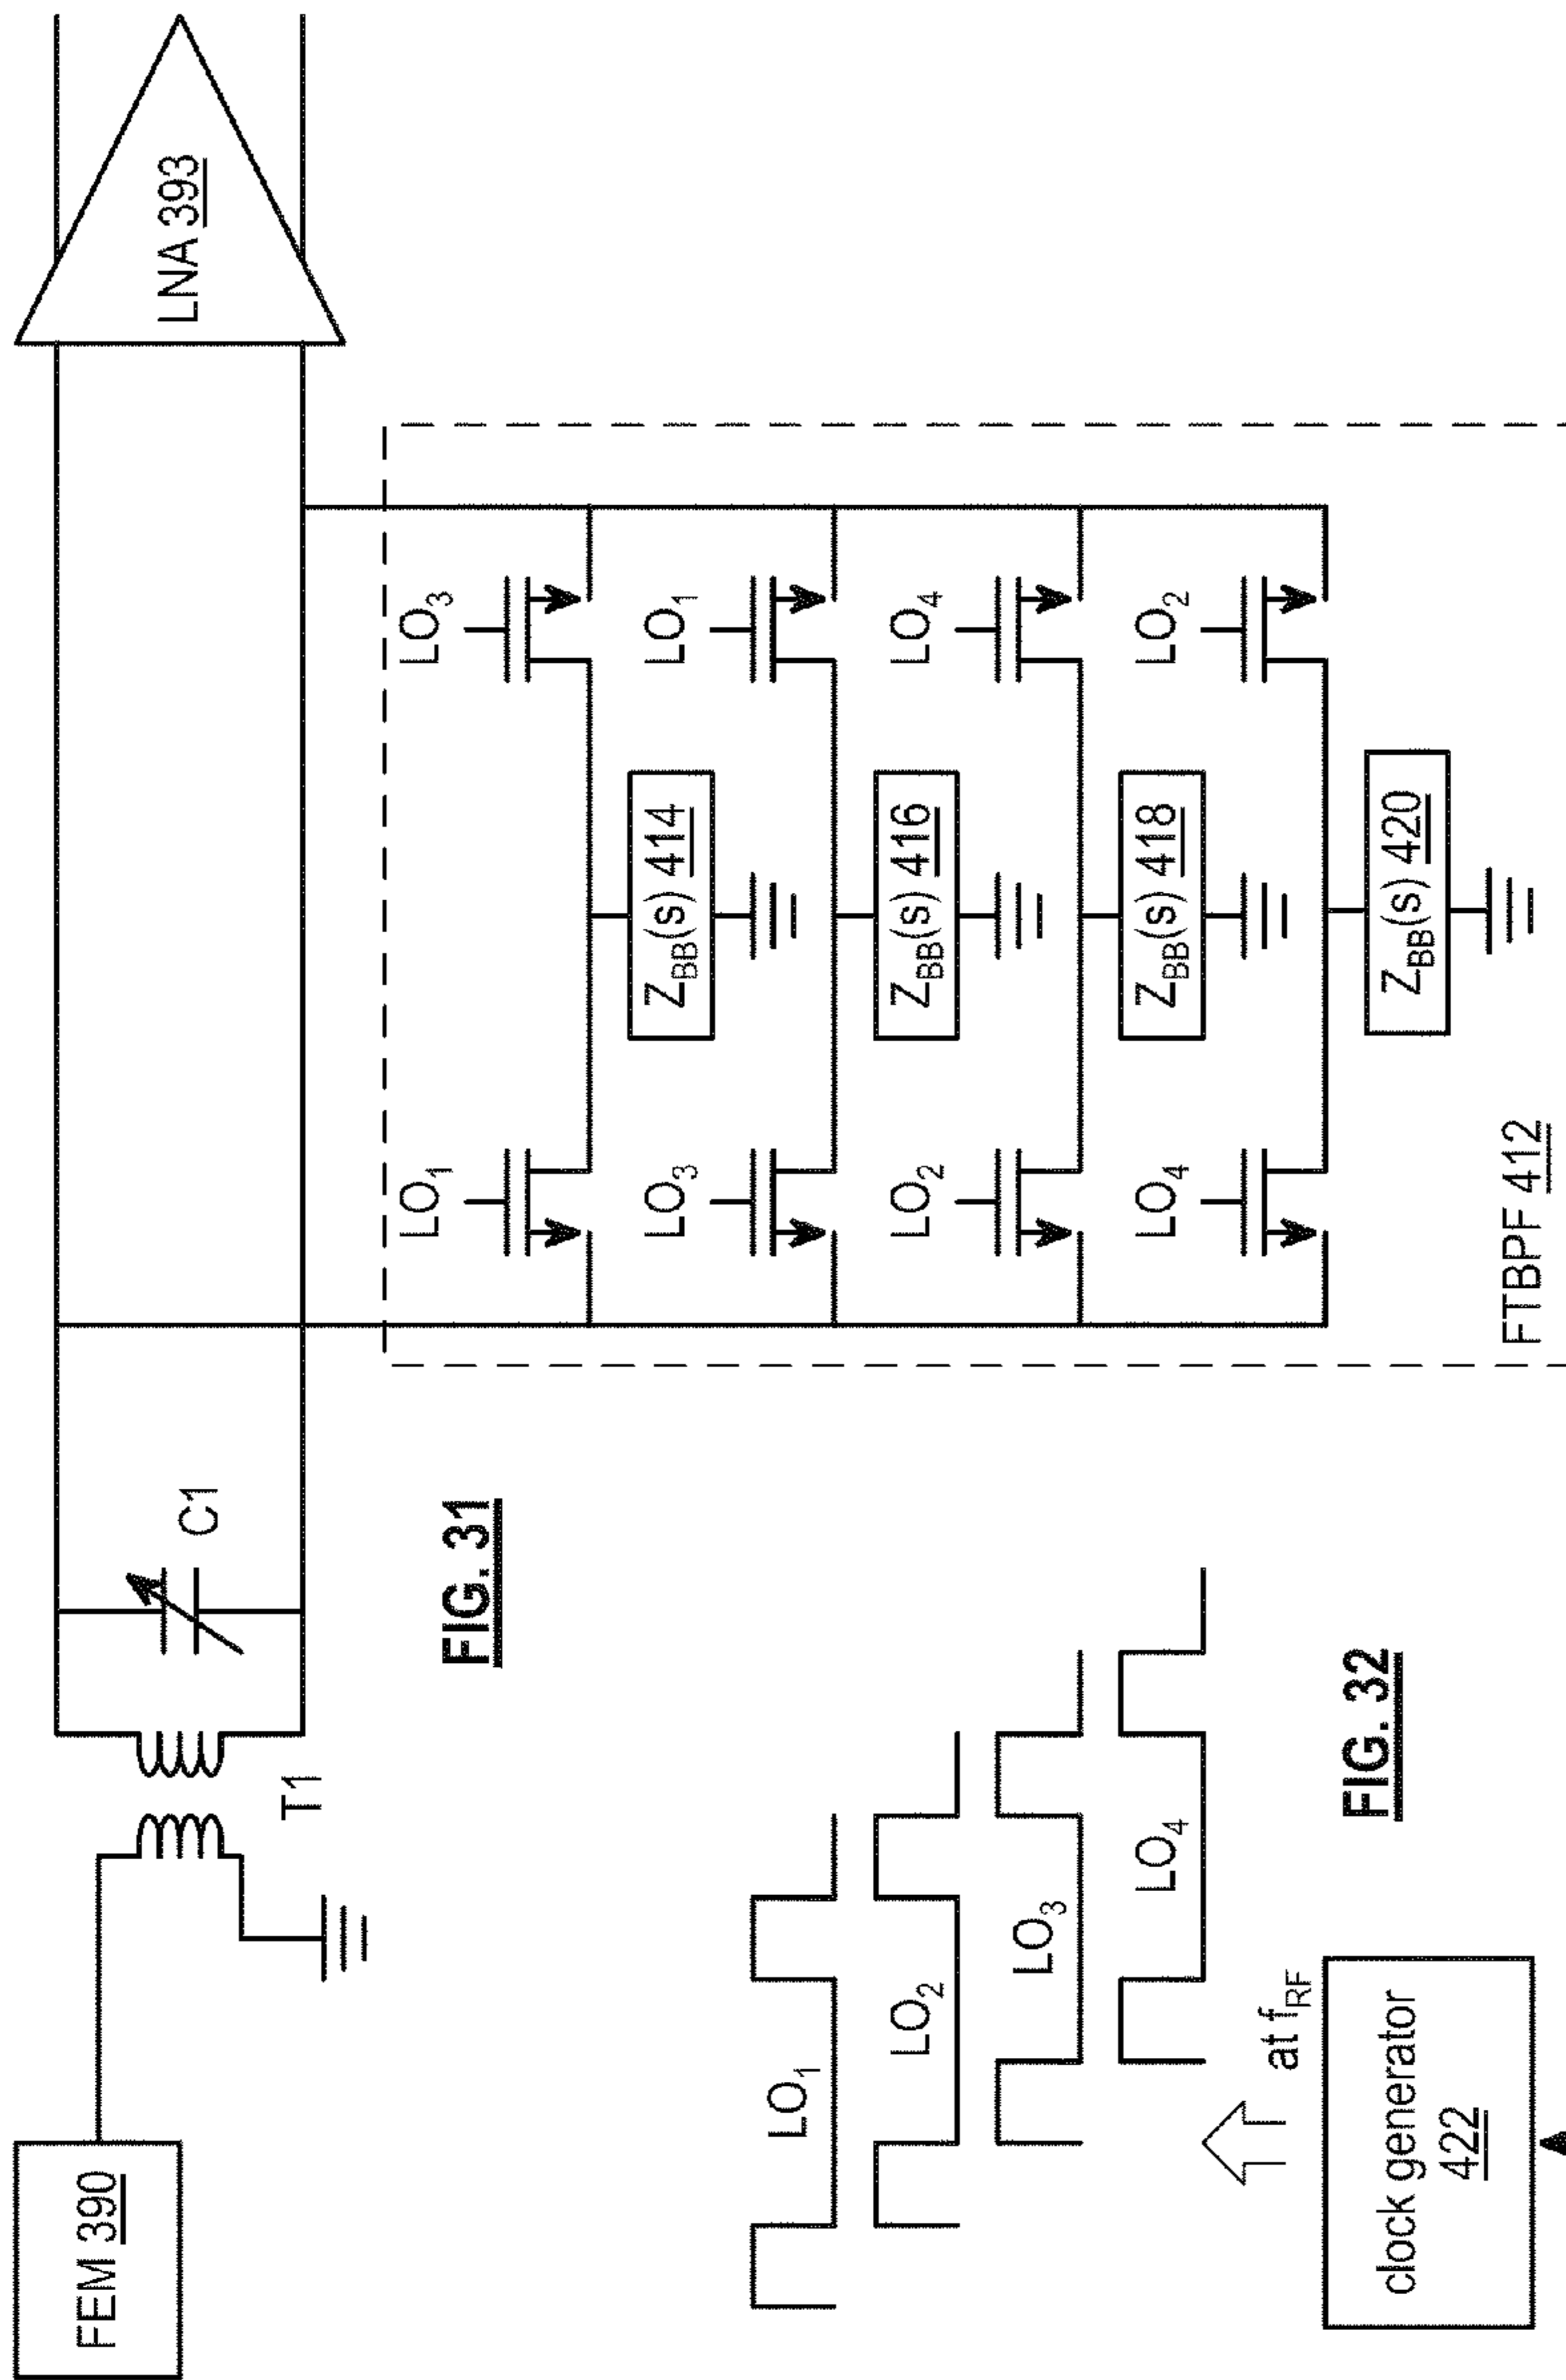 FEM 390
T1
C1
LNA 393
FIG. 31
LO1
LO3
ZBB(s) 414
LO3
LO1
ZBB(s) 416
LO2
LO4
ZBB(s) 418
LO4
LO2
ZBB(s) 420
FTBPF 412
LO1
LO2
LO3
LO4
at fRF
clock generator
422
FIG. 32